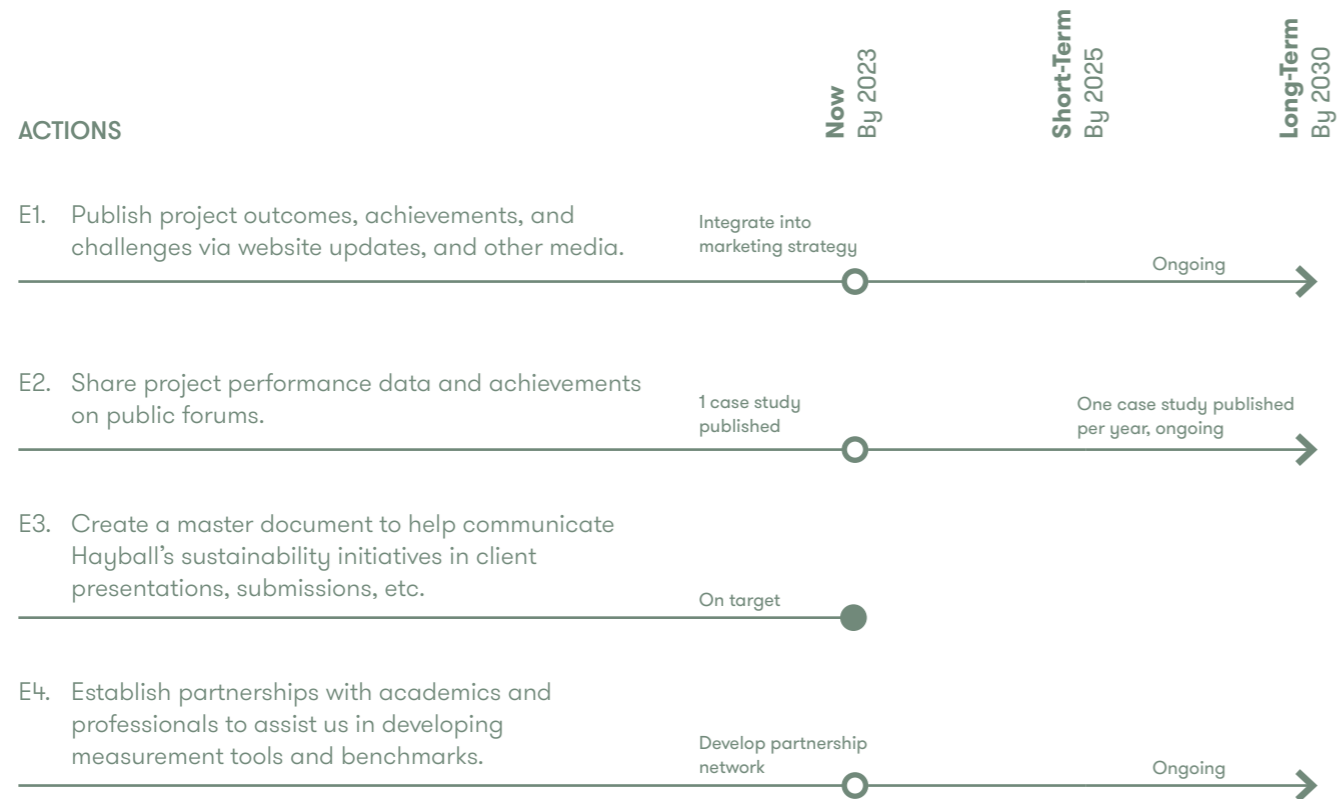 ACTIONS
Now
By 2023
Short-Term
By 2025
Long-Term
By 2030
E1. Publish project outcomes, achievements, and
challenges via website updates, and other media.
Integrate into
marketing strategy
Ongoing
E2. Share project performance data and achievements
on public forums.
1 case study
published
One case study published
per year, ongoing
E3. Create a master document to help communicate
Hayball’s sustainability initiatives in client
presentations, submissions, etc.
On target
E4. Establish partnerships with academics and
professionals to assist us in developing
measurement tools and benchmarks.
Develop partnership
network
Ongoing